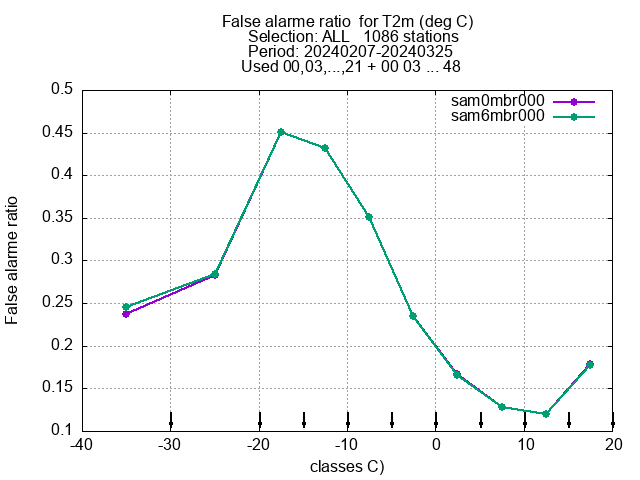 False alarme ratio  for T2m (deg C)
Selection: ALL   1086 stations
Period: 20240207-20240325
Used 00,03,...,21 + 00 03 ... 48
sam0mbr000
sam6mbr000
0.5
0.45
0.4
0.35
0.3
0.25
0.2
0.15
0.1
False alarme ratio
-40 -30 -20 -10 0 10 20
classes C)